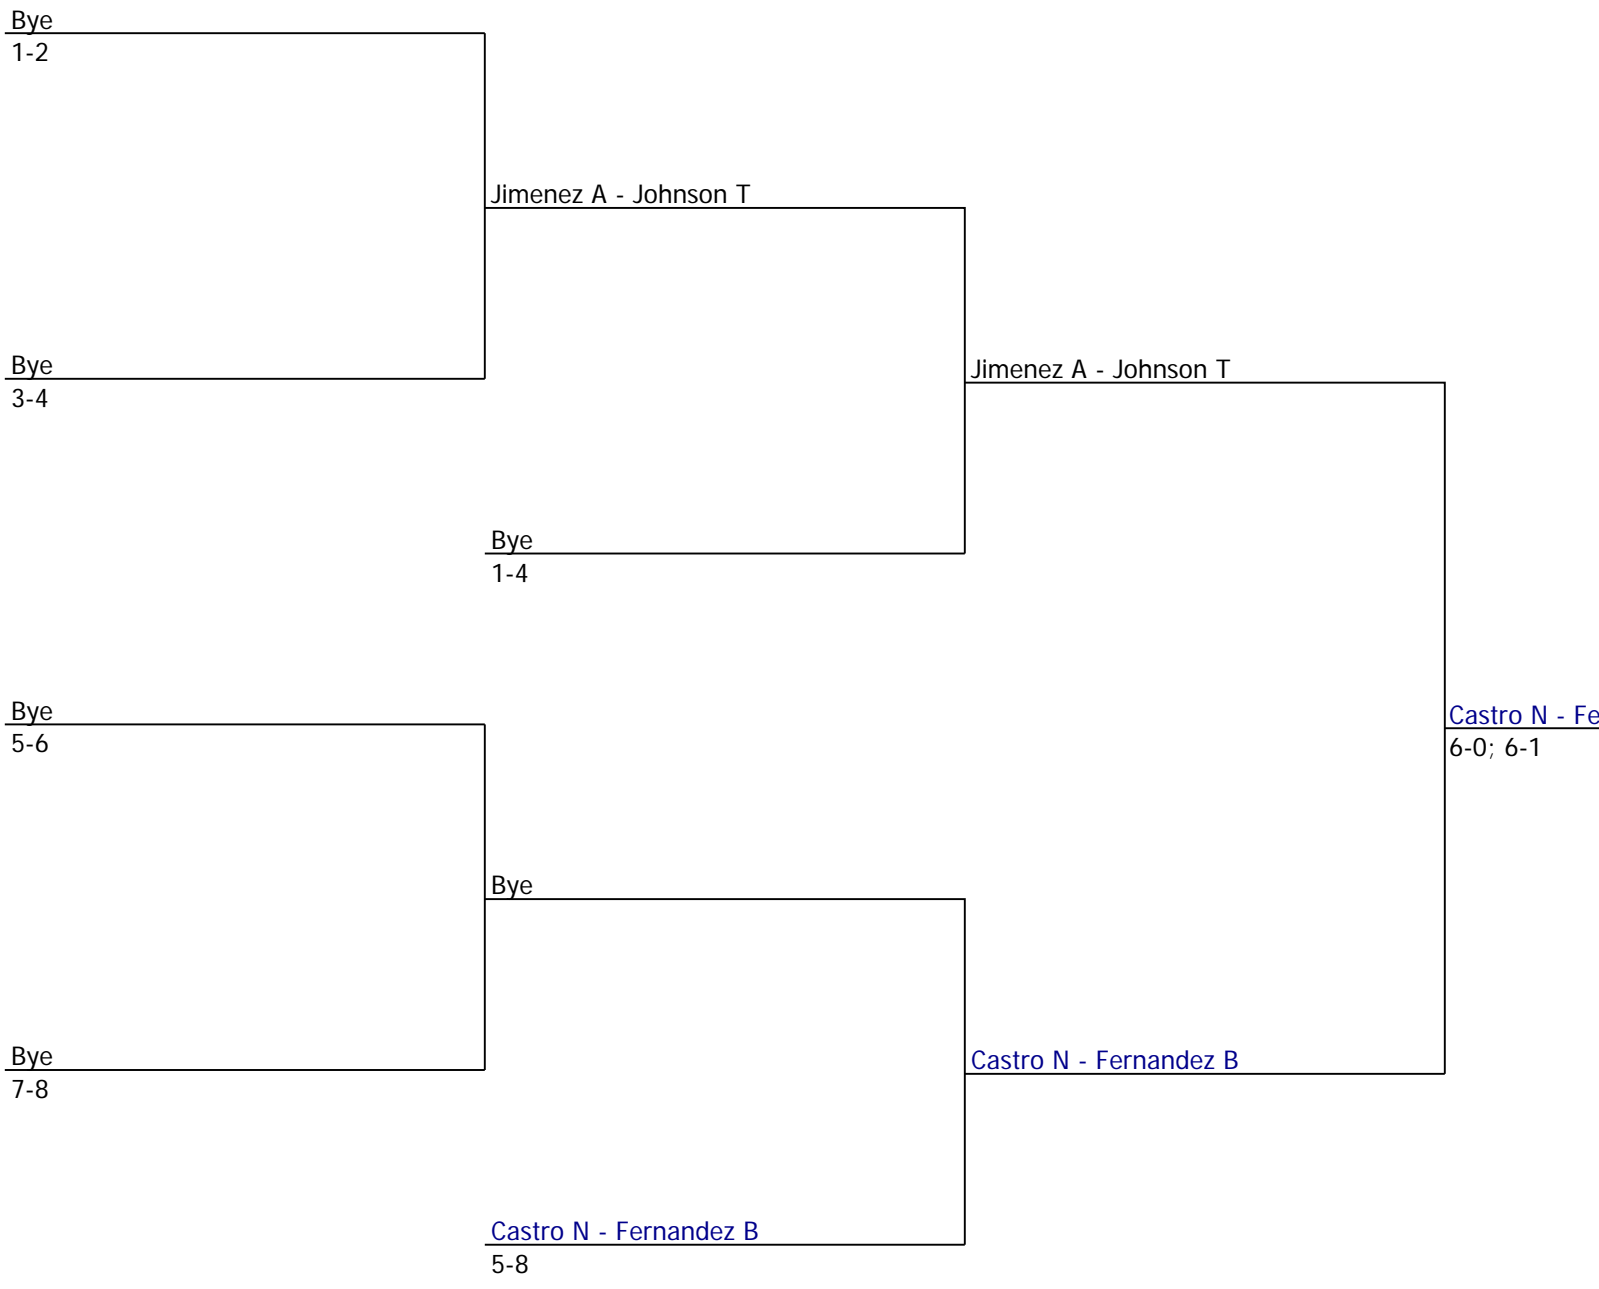 Bye
1-2
Jimenez A - Johnson T
Bye
3-4
Jimenez A - Johnson T
Bye
1-4
Bye
5-6
Castro N - Fe
6-0; 6-1
Bye
Bye
7-8
Castro N - Fernandez B
Castro N - Fernandez B
5-8